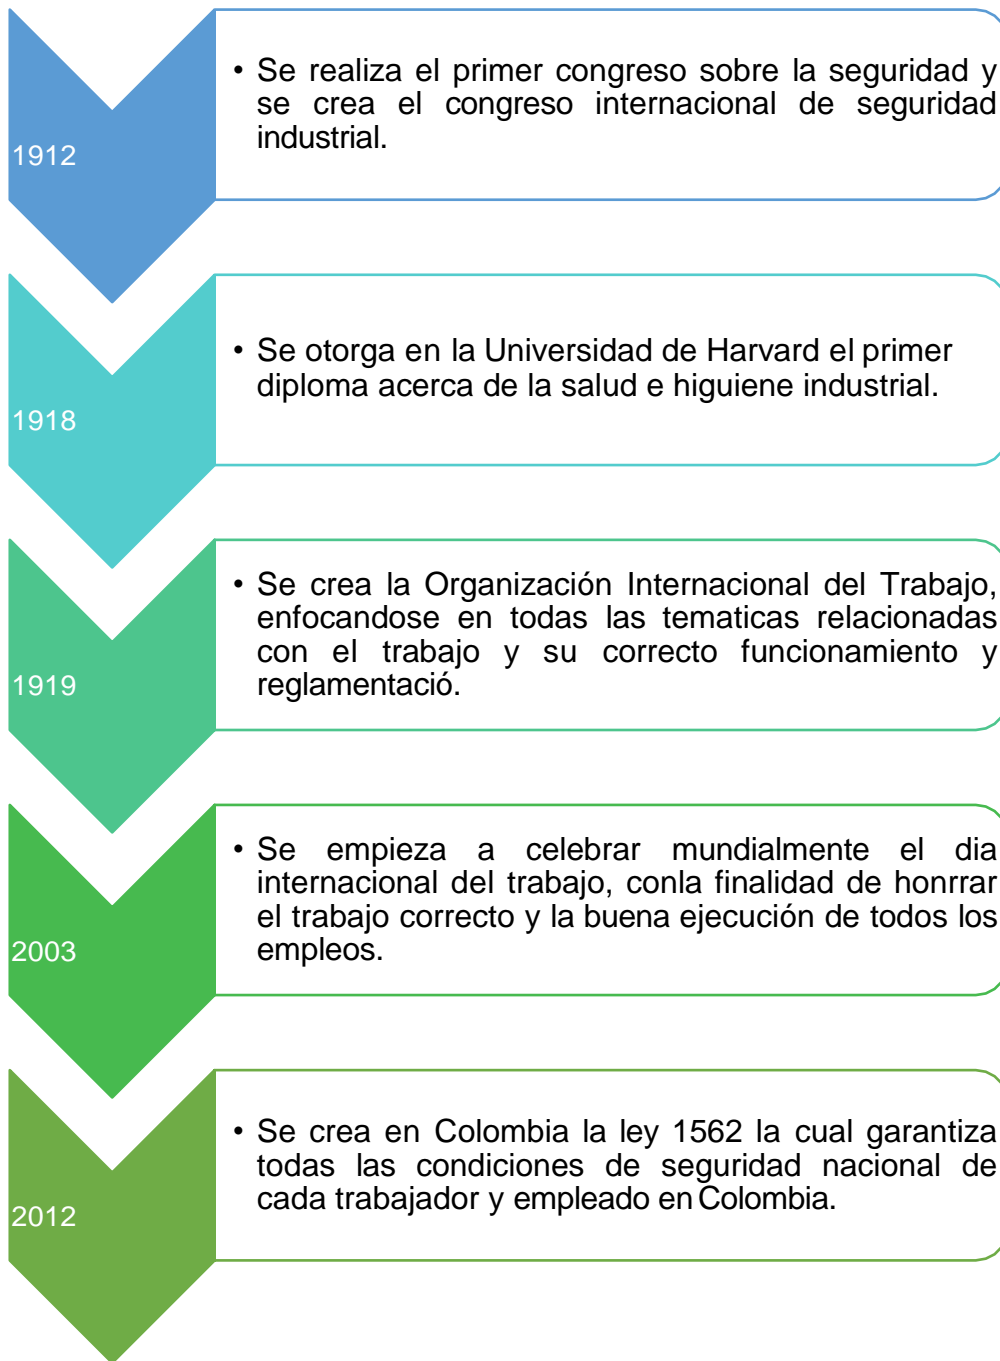 1912
• Se realiza el primer congreso sobre la seguridad y
se crea el congreso internacional de seguridad
industrial.
1918
• Se otorga en la Universidad de Harvard el primer
diploma acerca de la salud e higuiene industrial.
1919
• Se crea la Organización Internacional del Trabajo,
enfocandose en todas las tematicas relacionadas
con el trabajo y su correcto funcionamiento y
reglamentació.
2003
• Se empieza a celebrar mundialmente el dia
internacional del trabajo, conla finalidad de honrrar
el trabajo correcto y la buena ejecución de todos los
empleos.
2012
• Se crea en Colombia la ley 1562 la cual garantiza
todas las condiciones de seguridad nacional de
cada trabajador y empleado en Colombia.